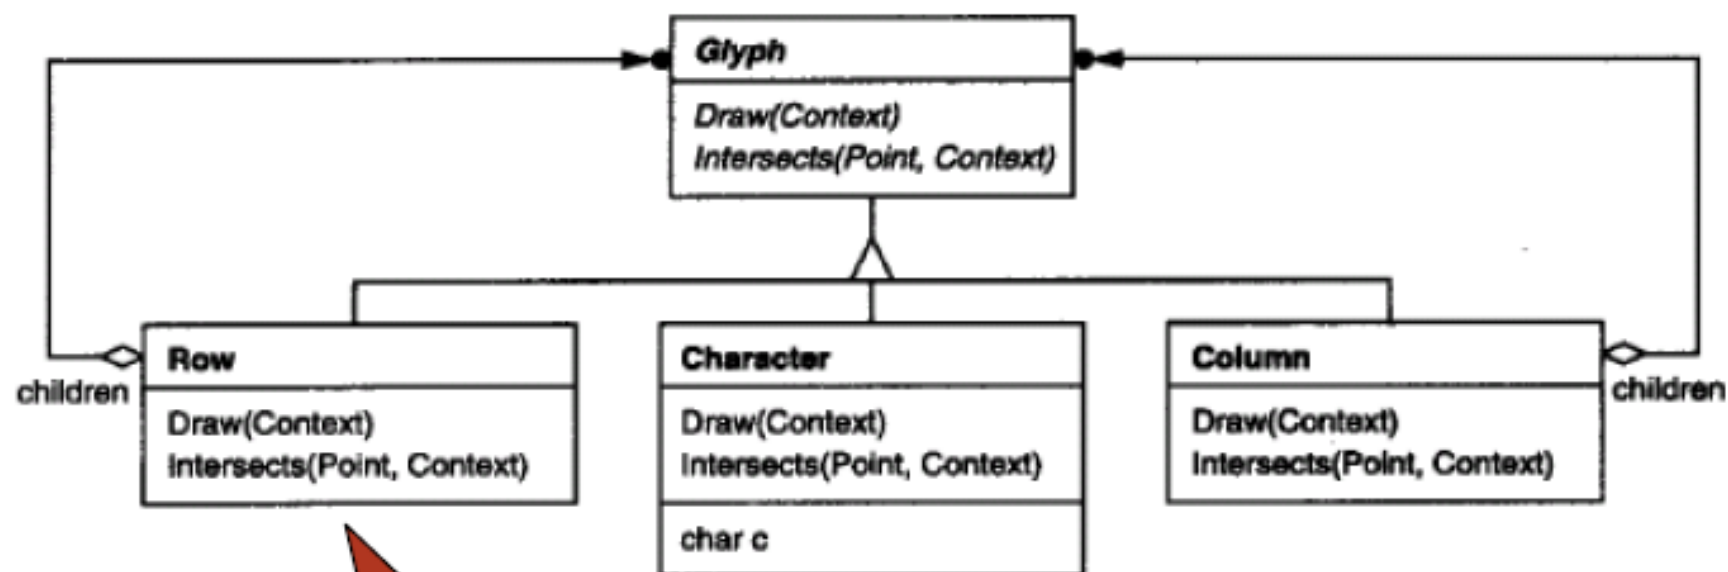 Glyph
Draw(Context)
Intersects(Point, Context)
children
Row
Draw(Context)
Intersects(Point, Context)
Character
Draw(Context)
Intersects(Point, Context)
char c
Column
Draw(Context)
Intersects(Point, Context)
children